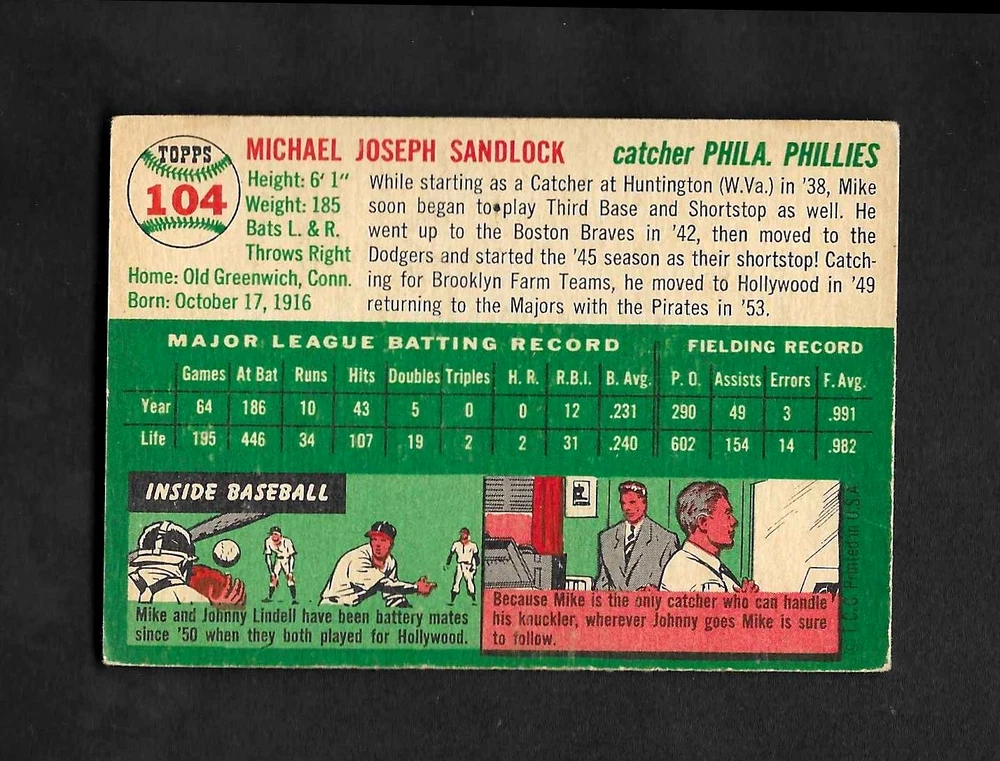 TOPPS
104
MICHAEL JOSEPH SANDLOCK
catcher PHILA. PHILLIES
Height: 6' 1"
Weight: 185
Bats L. & R.
Throws Right
Home: Old Greenwich, Conn.
Born: October 17, 1916
While starting as a Catcher at Huntington (W.Va.) in '38, Mike
soon began to play Third Base and Shortstop as well. He
went up to the Boston Braves in '42, then moved to the
Dodgers and started the '45 season as their shortstop! Catch-
ing for Brooklyn Farm Teams, he moved to Hollywood in '49
returning to the Majors with the Pirates in '53.
MAJOR LEAGUE BATTING RECORD FIELDING RECORD
Games At Bat Runs Hits Doubles Triples H. R. R.B.I. B. Avg. P. O. Assists Errors F. Avg.
Year 64 186 10 43 5 0 0 12 .231 290 49 3 .991
Life 195 446 34 107 19 2 2 31 .240 602 154 14 .982
INSIDE BASEBALL
Mike and Johnny Lindell have been battery mates
since '50 when they both played for Hollywood.
Because Mike is the only catcher who can handle
his knuckler, wherever Johnny goes Mike is sure
to follow.
T.C.G. Printed in U.S.A.